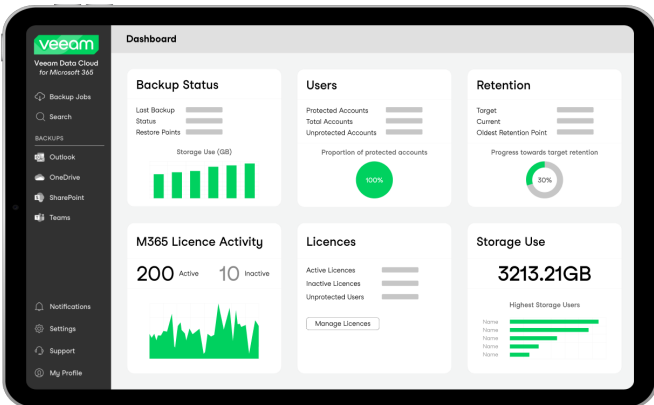 veeam
Veeam Data Cloud
for Microsoft 365
Backup Jobs
Search
BACKUPS
Outlook
OneDrive
SharePoint
Teams
Notifications
Settings
Support
My Profile
Dashboard
Backup Status
Last Backup
Status
Restore Points
Storage Use (GB)
Users
Protected Accounts
Total Accounts
Unprotected Accounts
Proportion of protected accounts
100%
Retention
Target
Current
Oldest Retention Point
Progress towards target retention
30%
M365 Licence Activity
200 Active 10 Inactive
Licences
Active Licences
Inactive Licences
Unprotected Users
Manage Licences
Storage Use
3213.21GB
Highest Storage Users
Name
Name
Name
Name
Name